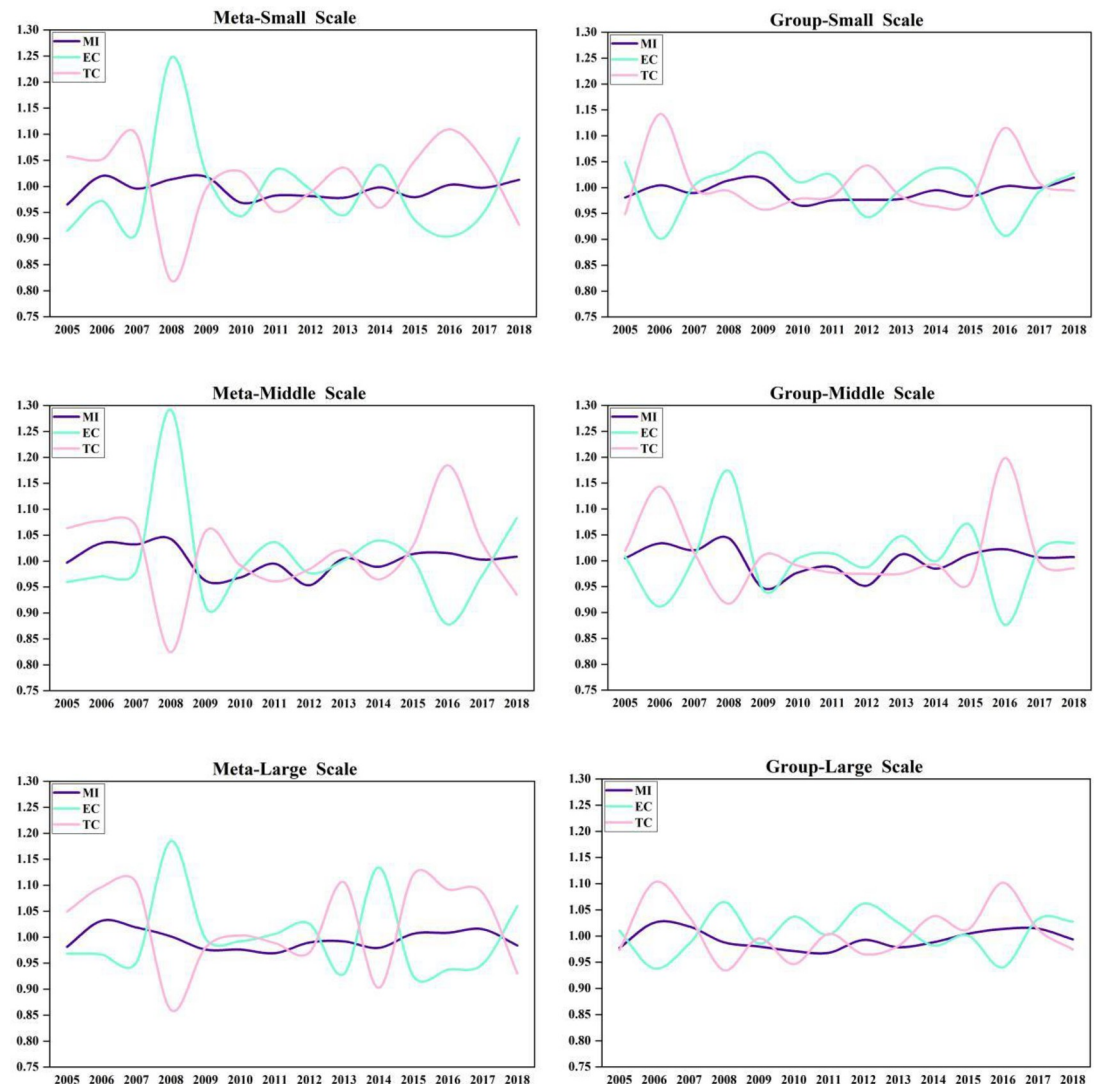 Meta-Small Scale
MI
EC
TC
1.30
1.25
1.20
1.15
1.10
1.05
1.00
0.95
0.90
0.85
0.80
0.75
2005 2006 2007 2008 2009 2010 2011 2012 2013 2014 2015 2016 2017 2018
Group-Small Scale
MI
EC
TC
1.30
1.25
1.20
1.15
1.10
1.05
1.00
0.95
0.90
0.85
0.80
0.75
2005 2006 2007 2008 2009 2010 2011 2012 2013 2014 2015 2016 2017 2018
Meta-Middle Scale
MI
EC
TC
1.30
1.25
1.20
1.15
1.10
1.05
1.00
0.95
0.90
0.85
0.80
0.75
2005 2006 2007 2008 2009 2010 2011 2012 2013 2014 2015 2016 2017 2018
Group-Middle Scale
MI
EC
TC
1.30
1.25
1.20
1.15
1.10
1.05
1.00
0.95
0.90
0.85
0.80
0.75
2005 2006 2007 2008 2009 2010 2011 2012 2013 2014 2015 2016 2017 2018
Meta-Large Scale
MI
EC
TC
1.30
1.25
1.20
1.15
1.10
1.05
1.00
0.95
0.90
0.85
0.80
0.75
2005 2006 2007 2008 2009 2010 2011 2012 2013 2014 2015 2016 2017 2018
Group-Large Scale
MI
EC
TC
1.30
1.25
1.20
1.15
1.10
1.05
1.00
0.95
0.90
0.85
0.80
0.75
2005 2006 2007 2008 2009 2010 2011 2012 2013 2014 2015 2016 2017 2018